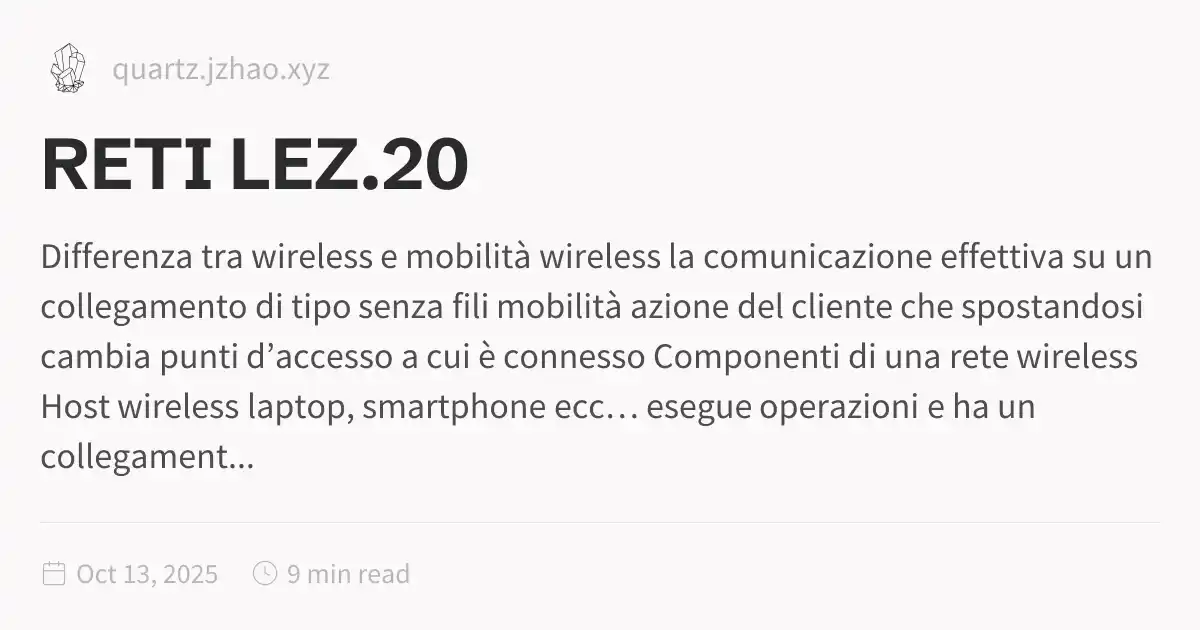 quartz.jzhao.xyz
RETI LEZ.20
Differenza tra wireless e mobilità wireless la comunicazione effettiva su un
collegamento di tipo senza fili mobilità azione del cliente che spostandosi
cambia punti d’accesso a cui è connesso Componenti di una rete wireless
Host wireless laptop, smartphone ecc… esegue operazioni e ha un
collegament...
Oct 13, 2025 9 min read